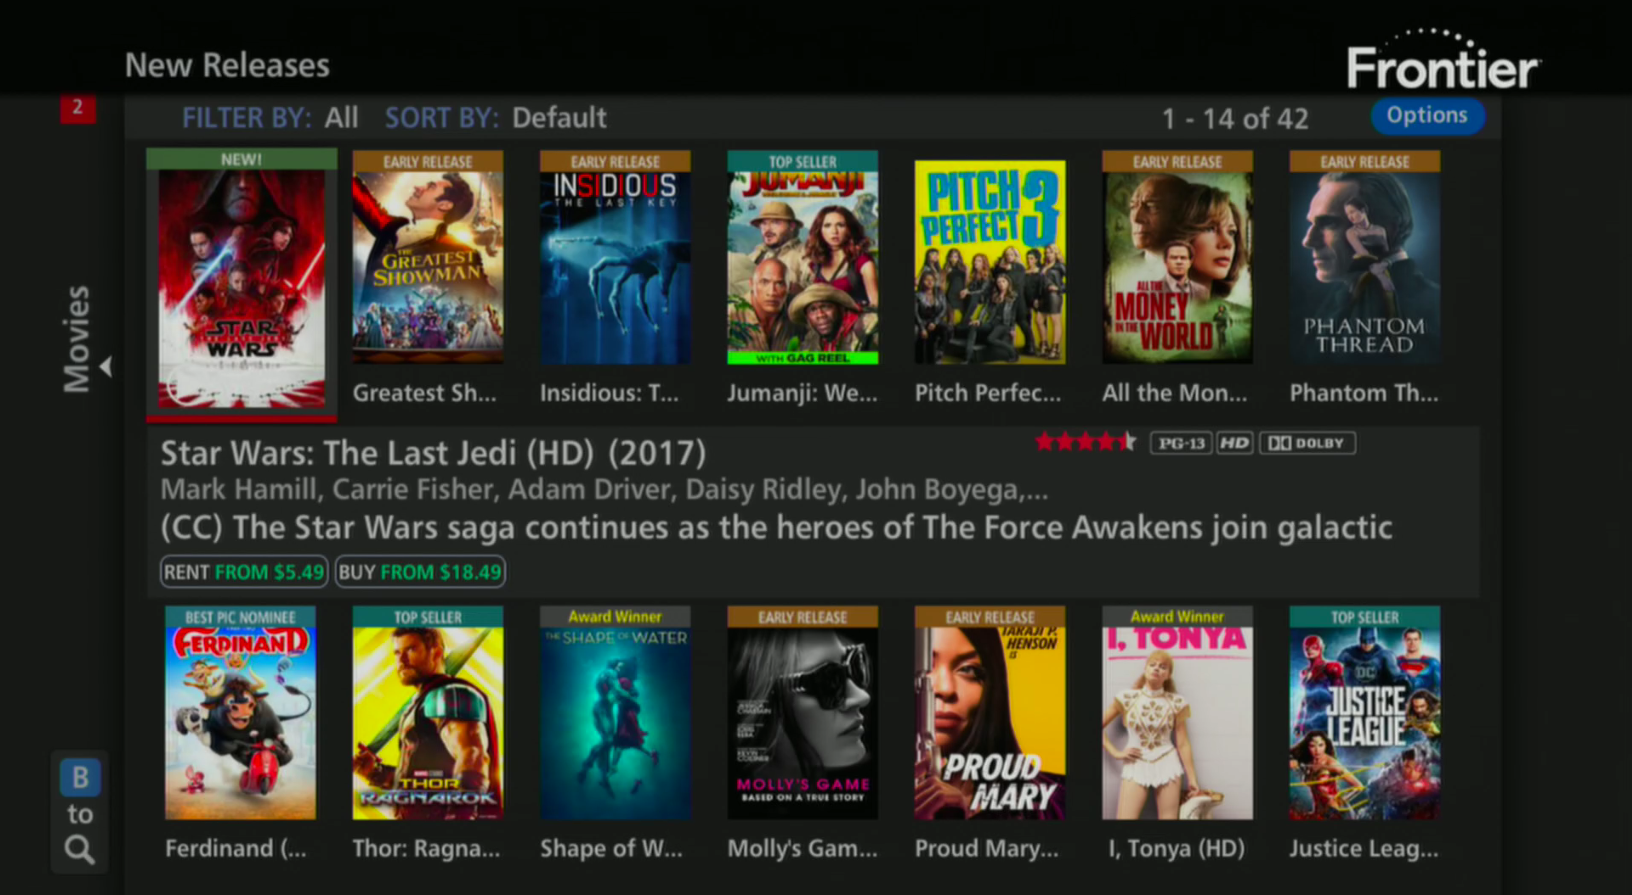 New Releases
Frontier
2
FILTER BY: All SORT BY: Default
1 - 14 of 42
Options
Movies
NEW!
STAR
WARS
EARLY RELEASE
THE
GREATEST
SHOWMAN
Greatest Sh...
EARLY RELEASE
INSIDIOUS
THE LAST KEY
Insidious: T...
TOP SELLER
JUMANJI
WITH GAG REEL
Jumanji: We...
PITCH
PERFECT 3
Pitch Perfec...
EARLY RELEASE
ALL THE
MONEY
IN THE WORLD
All the Mon...
EARLY RELEASE
PHANTOM
THREAD
Phantom Th...
Star Wars: The Last Jedi (HD) (2017)
PG-13 HD DOLBY
Mark Hamill, Carrie Fisher, Adam Driver, Daisy Ridley, John Boyega,...
(CC) The Star Wars saga continues as the heroes of The Force Awakens join galactic
RENT FROM $5.49 BUY FROM $18.49
BEST PIC NOMINEE
FERDINAND
Ferdinand (...
TOP SELLER
THOR
RAGNAROK
Thor: Ragna...
Award Winner
THE SHAPE OF WATER
Shape of W...
EARLY RELEASE
MOLLY'S GAME
BASED ON A TRUE STORY
Molly's Gam...
EARLY RELEASE
TARAJI P.
HENSON
IS
PROUD
MARY
Proud Mary...
Award Winner
I, TONYA
I, Tonya (HD)
TOP SELLER
DC
JUSTICE
LEAGUE
Justice Leag...
B
to